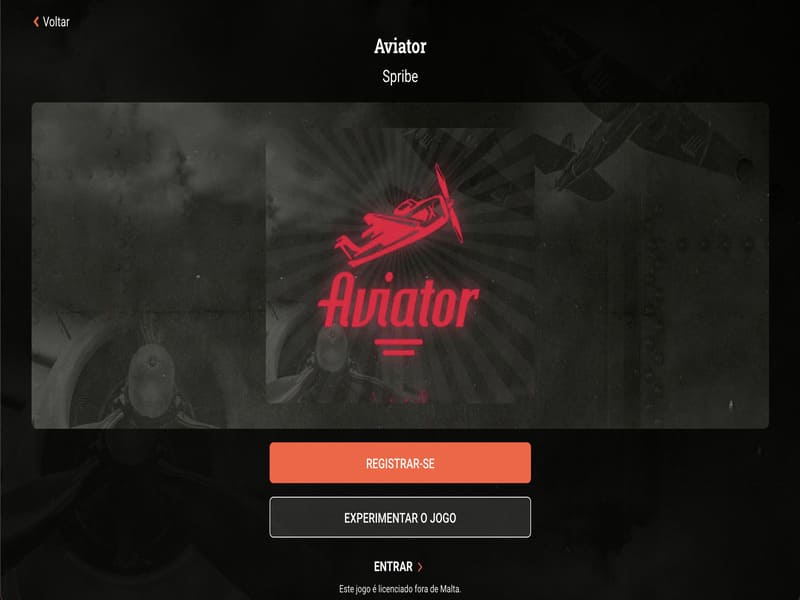 Voltar
Aviator
Spribe
Aviator
REGISTRAR-SE
EXPERIMENTAR O JOGO
ENTRAR
Este jogo é licenciado fora de Malta.